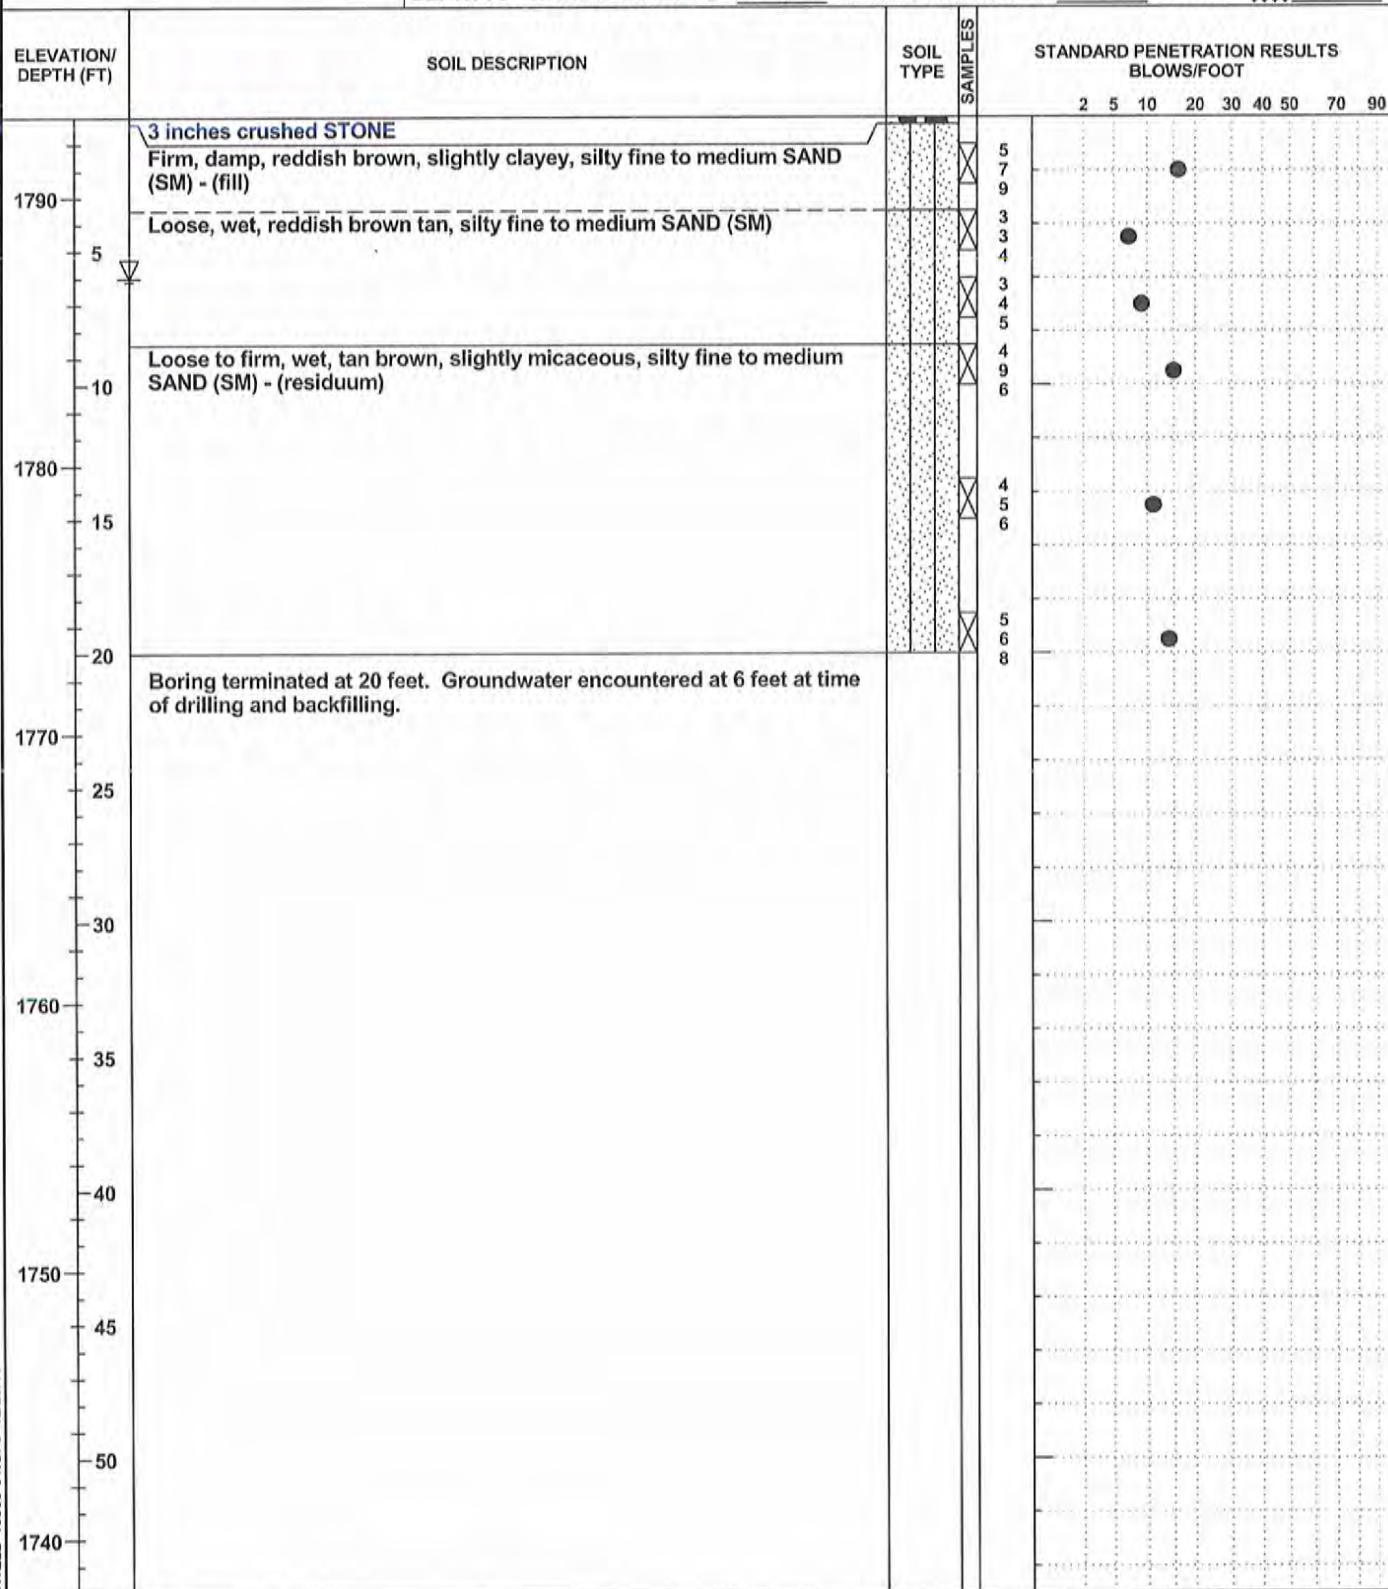 ELEVATION/
DEPTH (FT)
SOIL DESCRIPTION
SOIL
TYPE
SAMPLES
STANDARD PENETRATION RESULTS
BLOWS/FOOT
2 5 10 20 30 40 50 70 90
3 inches crushed STONE
Firm, damp, reddish brown, slightly clayey, silty fine to medium SAND
(SM) - (fill)
5
7
9
1790
Loose, wet, reddish brown tan, silty fine to medium SAND (SM)
3
3
4
5
3
4
5
Loose to firm, wet, tan brown, slightly micaceous, silty fine to medium
SAND (SM) - (residuum)
4
9
6
10
1780
4
5
6
15
5
6
8
20
Boring terminated at 20 feet. Groundwater encountered at 6 feet at time
of drilling and backfilling.
1770
25
30
1760
35
40
1750
45
50
1740